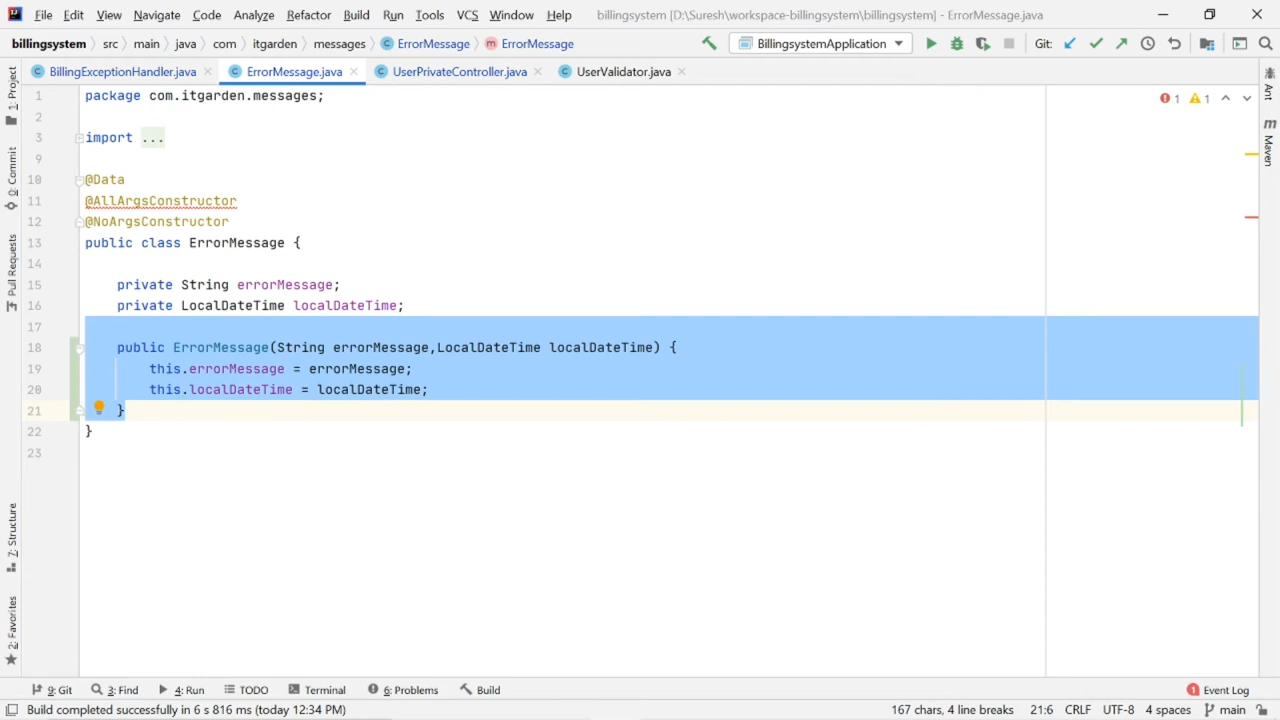 File Edit View Navigate Code Analyze Refactor Build Run Tools VCS Window Help billingsystem [D:\Suresh\workspace-billingsystem\billingsystem] - ErrorMessage.java
billingsystem src main java com itgarden messages ErrorMessage ErrorMessage BillingsystemApplication Git:
BillingExceptionHandler.java ErrorMessage.java UserPrivateController.java UserValidator.java
1: Project
0: Commit
Pull Requests
7: Structure
2: Favorites
1 package com.itgarden.messages;
2
3 import ...
9
10 @Data
11 @AllArgsConstructor
12 @NoArgsConstructor
13 public class ErrorMessage {
14
15 private String errorMessage;
16 private LocalDateTime localDateTime;
17
18 public ErrorMessage(String errorMessage,LocalDateTime localDateTime) {
19 this.errorMessage = errorMessage;
20 this.localDateTime = localDateTime;
21 }
22 }
23
1 1
Ant
Maven
9: Git 3: Find 4: Run TODO Terminal 6: Problems Build 1 Event Log
Build completed successfully in 6 s 816 ms (today 12:34 PM) 167 chars, 4 line breaks 21:6 CRLF UTF-8 4 spaces main